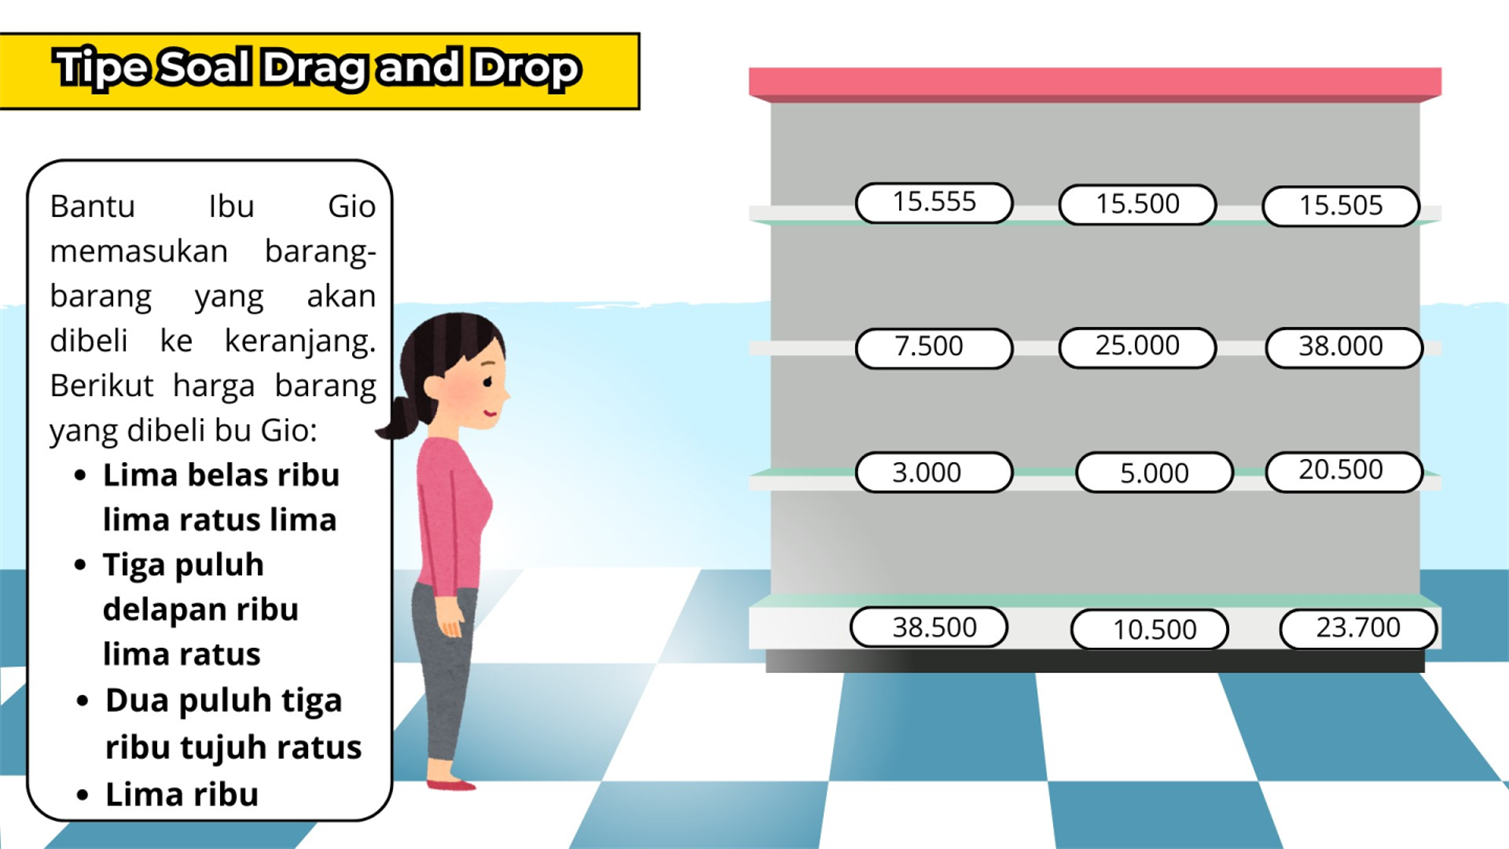 Tipe Soal Drag and Drop
Bantu Ibu Gio
memasukan barang-
barang yang akan
dibeli ke keranjang.
Berikut harga barang
yang dibeli bu Gio:
• Lima belas ribu
lima ratus lima
• Tiga puluh
delapan ribu
lima ratus
• Dua puluh tiga
ribu tujuh ratus
• Lima ribu
15.555 15.500 15.505
7.500 25.000 38.000
3.000 5.000 20.500
38.500 10.500 23.700